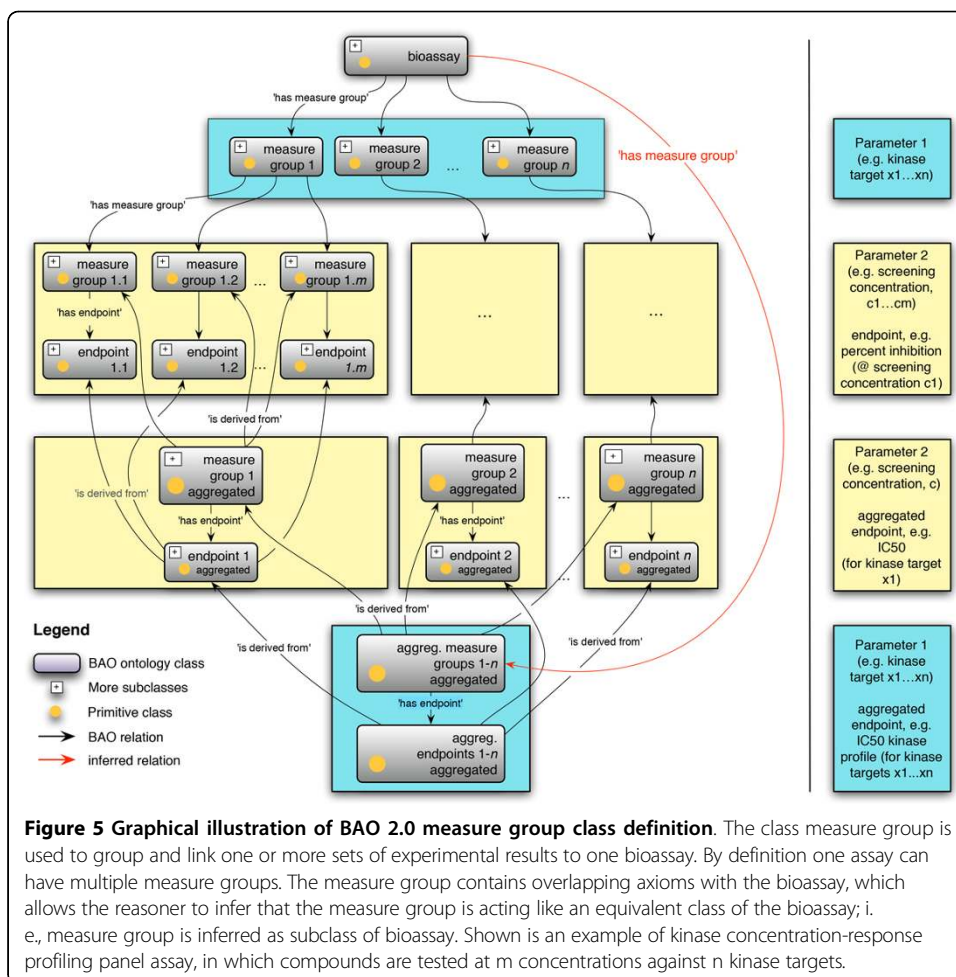 bioassay
'has measure group'
measure
group 1
measure
group 2
...
measure
group n
'has measure group'
Parameter 1
(e.g. kinase
target x1...xn)
'has measure group'
measure
group 1.1
measure
group 1.2
...
measure
group 1.m
'has endpoint'
endpoint
1.1
endpoint
1.2
...
endpoint
1.m
...
...
Parameter 2
(e.g. screening
concentration,
c1...cm)
endpoint, e.g.
percent inhibition
(@ screening
concentration c1)
'is derived from'
measure
group 1
aggregated
'is derived from'
'has endpoint'
endpoint 1
aggregated
measure
group 2
aggregated
'has endpoint'
endpoint 2
aggregated
...
...
measure
group n
aggregated
endpoint n
aggregated
Parameter 2
(e.g. screening
concentration, c)
aggregated
endpoint, e.g.
IC50
(for kinase target
x1)
'is derived from'
'is derived from'
'is derived from'
aggreg. measure
groups 1-n
aggregated
'has endpoint'
aggreg.
endpoints 1-n
aggregated
Parameter 1
(e.g. kinase
target x1...xn)
aggregated
endpoint, e.g.
IC50 kinase
profile (for kinase
targets x1...xn
Legend
BAO ontology class
+ More subclasses
Primitive class
BAO relation
inferred relation
Figure 5 Graphical illustration of BAO 2.0 measure group class definition. The class measure group is
used to group and link one or more sets of experimental results to one bioassay. By definition one assay can
have multiple measure groups. The measure group contains overlapping axioms with the bioassay, which
allows the reasoner to infer that the measure group is acting like an equivalent class of the bioassay; i.
e., measure group is inferred as subclass of bioassay. Shown is an example of kinase concentration-response
profiling panel assay, in which compounds are tested at m concentrations against n kinase targets.